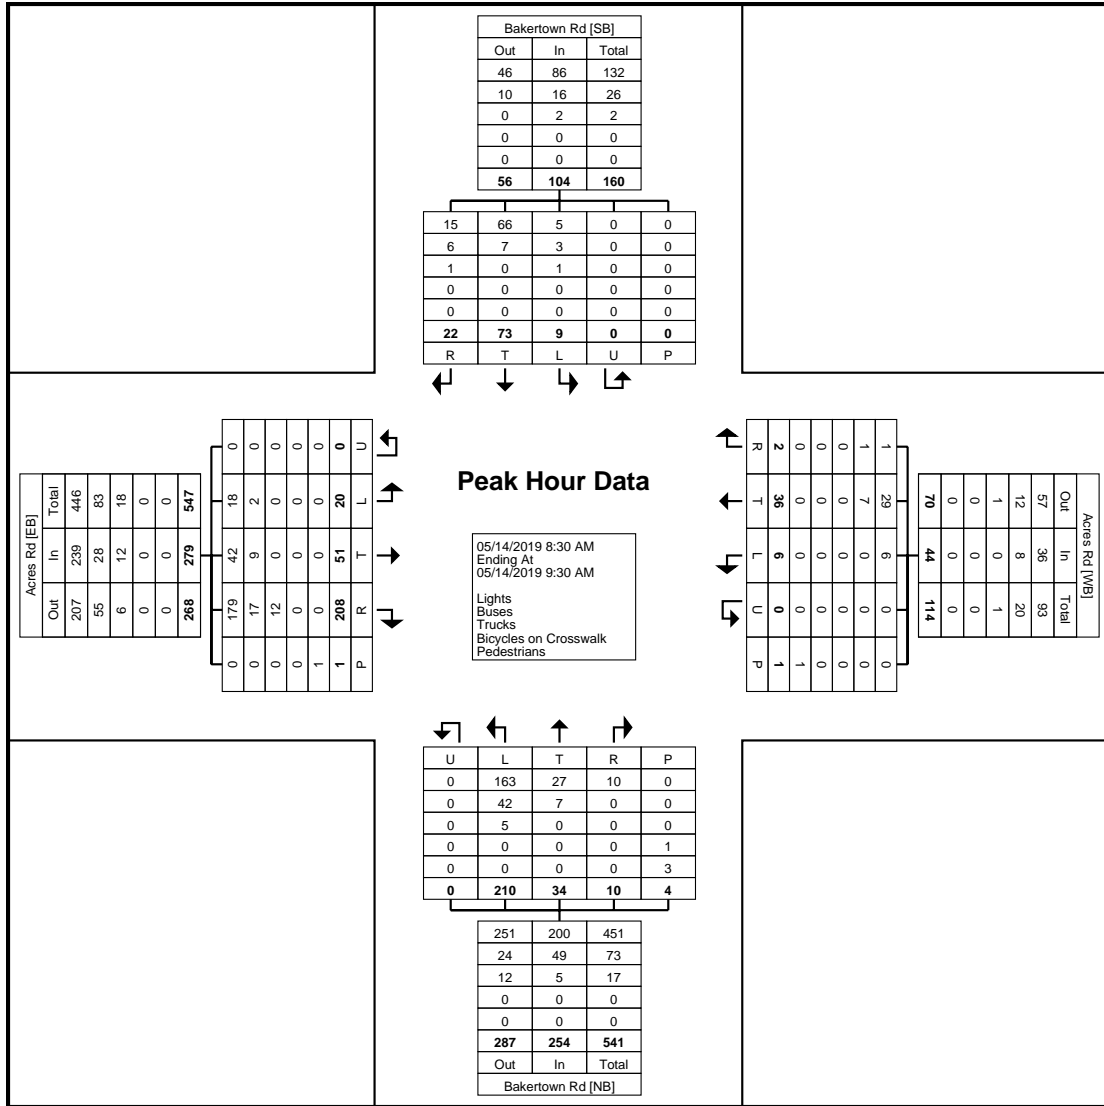 Bakertown Rd [SB]
Out In Total
46 86 132
10 16 26
0 2 2
0 0 0
0 0 0
56 104 160
15 66 5 0 0
6 7 3 0 0
1 0 1 0 0
0 0 0 0 0
0 0 0 0 0
22 73 9 0 0
R T L U P
Acres Rd [EB]
Total 446 83 18 0 0 547
In 239 28 12 0 0 279
Out 207 55 6 0 0 268
0 0 0 0 0 0 U
18 2 0 0 0 20 L
42 9 0 0 0 51 T
179 17 12 0 0 208 R
0 0 0 0 1 1 P
Peak Hour Data
05/14/2019 8:30 AM
Ending At
05/14/2019 9:30 AM
Lights
Buses
Trucks
Bicycles on Crosswalk
Pedestrians
R 2 0 0 0 1 1
T 36 0 0 0 7 29
L 6 0 0 0 0 6
U 0 0 0 0 0 0
P 1 1 0 0 0 0
70 0 0 1 12 57 Out
44 0 0 0 8 36 In
114 0 0 1 20 93 Total
Acres Rd [WB]
U L T R P
0 163 27 10 0
0 42 7 0 0
0 5 0 0 0
0 0 0 0 1
0 0 0 0 3
0 210 34 10 4
251 200 451
24 49 73
12 5 17
0 0 0
0 0 0
287 254 541
Out In Total
Bakertown Rd [NB]